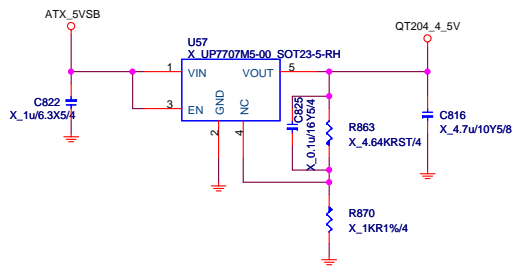 ATX_5VSB
QT204_4_5V
U57
X_UP7707M5-00_SOT23-5-RH
1
VIN
VOUT
5
3
EN
GND
NC
2
4
C822
X_1u/6.3X5/4
C825
X_0.1u/16Y5/4
R863
X_4.64KRST/4
C816
X_4.7u/10Y5/8
R870
X_1KR1%/4